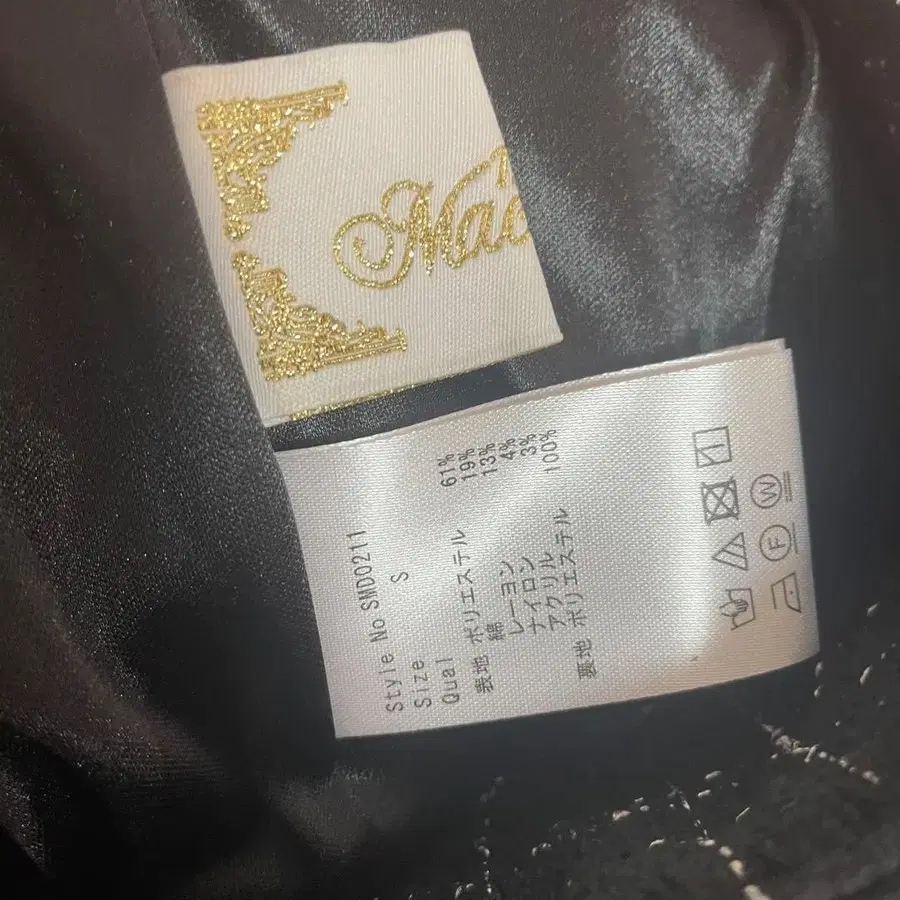 Mad
Style No SMD0211
Size S
Qual
表地 ポリエステル 61%
綿 19%
レーヨン 13%
ナイロン 4%
アクリル 3%
裏地 ポリエステル 100%
W
F